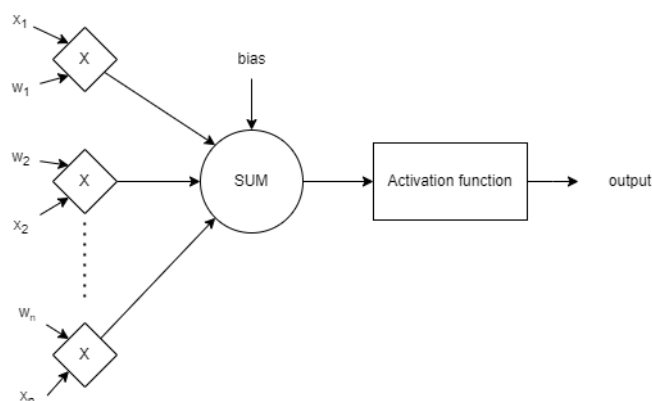 X1
X
W1
bias
W2
X
X2
SUM
Activation function
output
Wn
X
Xn